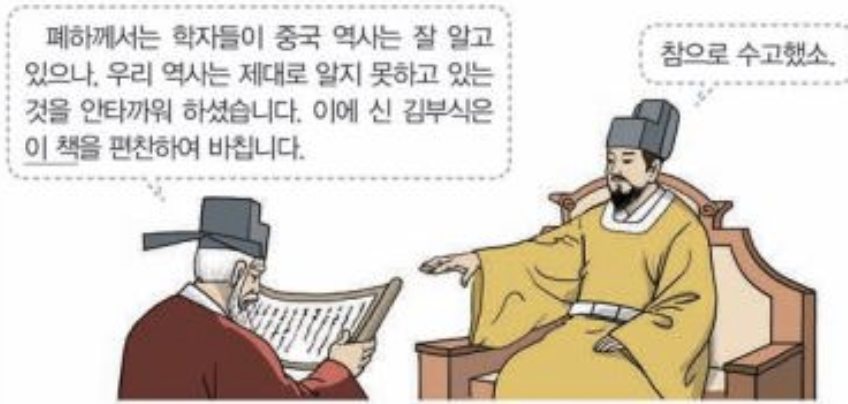 폐하께서는 학자들이 중국 역사는 잘 알고
있으나, 우리 역사는 제대로 알지 못하고 있는
것을 안타까워 하셨습니다. 이에 신 김부식은
이 책을 편찬하여 바칩니다.
참으로 수고했소.